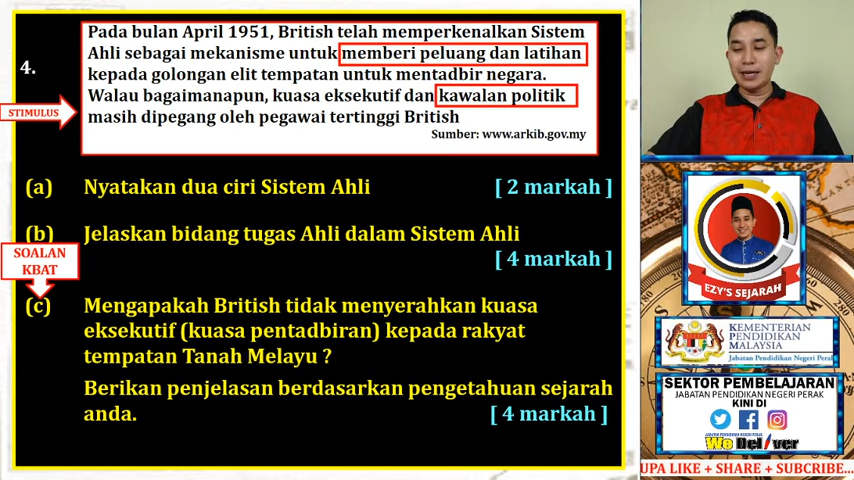 Pada bulan April 1951, British telah memperkenalkan Sistem
Ahli sebagai mekanisme untuk memberi peluang dan latihan
kepada golongan elit tempatan untuk mentadbir negara.
Walau bagaimanapun, kuasa eksekutif dan kawalan politik
masih dipegang oleh pegawai tertinggi British
Sumber: www.arkib.gov.my
4.
STIMULUS
(a) Nyatakan dua ciri Sistem Ahli [ 2 markah ]
(b) Jelaskan bidang tugas Ahli dalam Sistem Ahli
[ 4 markah ]
SOALAN
KBAT
(c) Mengapakah British tidak menyerahkan kuasa
eksekutif (kuasa pentadbiran) kepada rakyat
tempatan Tanah Melayu ?
Berikan penjelasan berdasarkan pengetahuan sejarah
anda. [ 4 markah ]
EZY'S SEJARAH
KEMENTERIAN
PENDIDIKAN
MALAYSIA
Jabatan Pendidikan Negeri Perak
SEKTOR PEMBELAJARAN
JABATAN PENDIDIKAN NEGERI PERAK
KINI DI
We Deliver
UPA LIKE + SHARE + SUBSCRIBE...